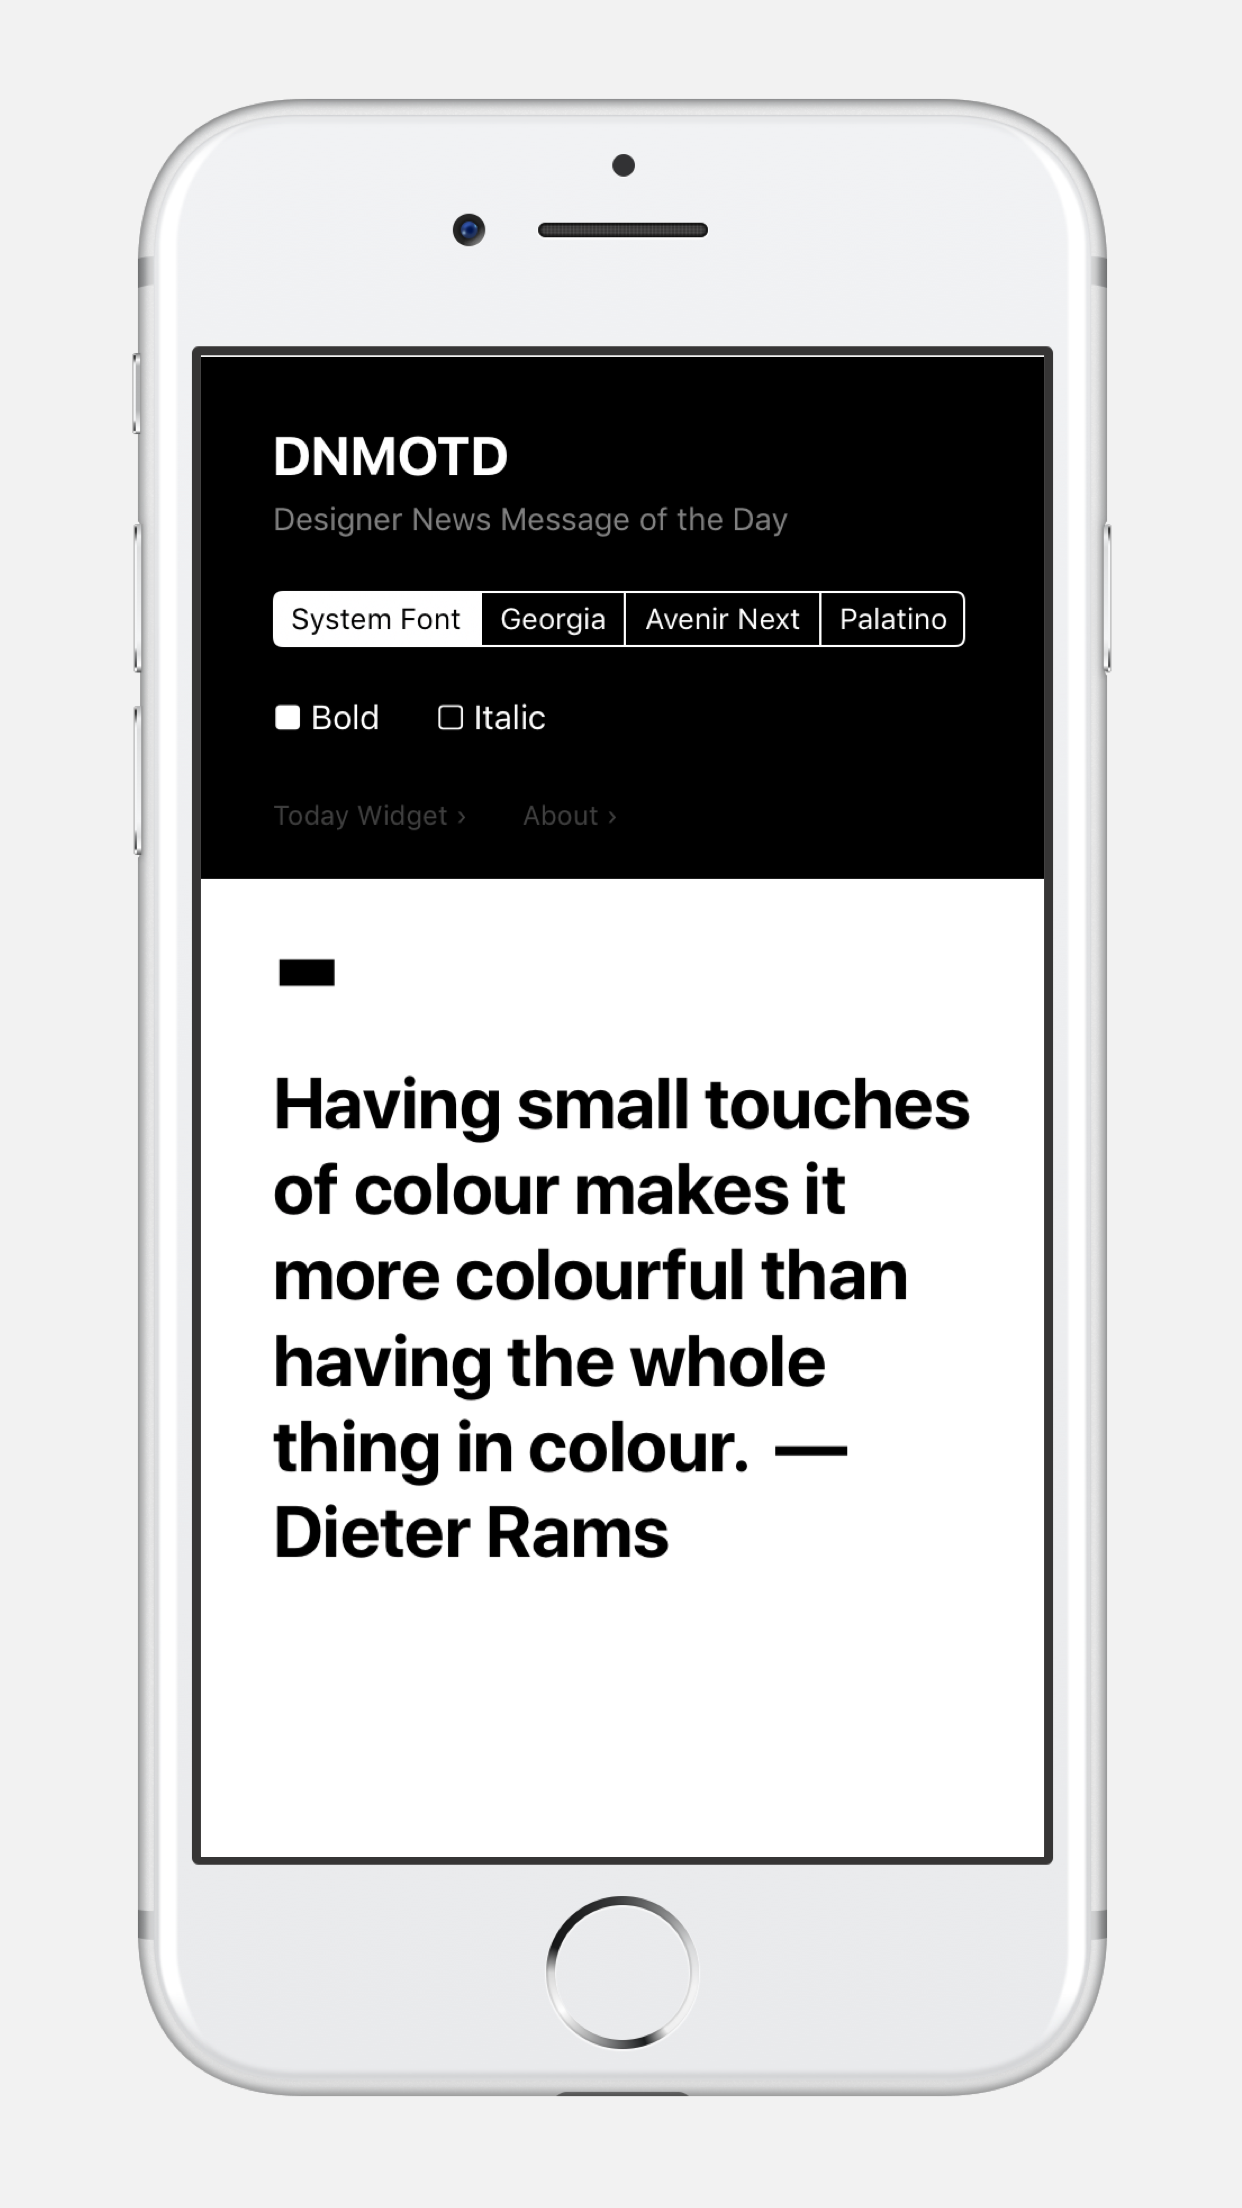 DNMOTD
Designer News Message of the Day
System Font Georgia Avenir Next Palatino
Bold Italic
Today Widget › About ›
Having small touches
of colour makes it
more colourful than
having the whole
thing in colour. —
Dieter Rams